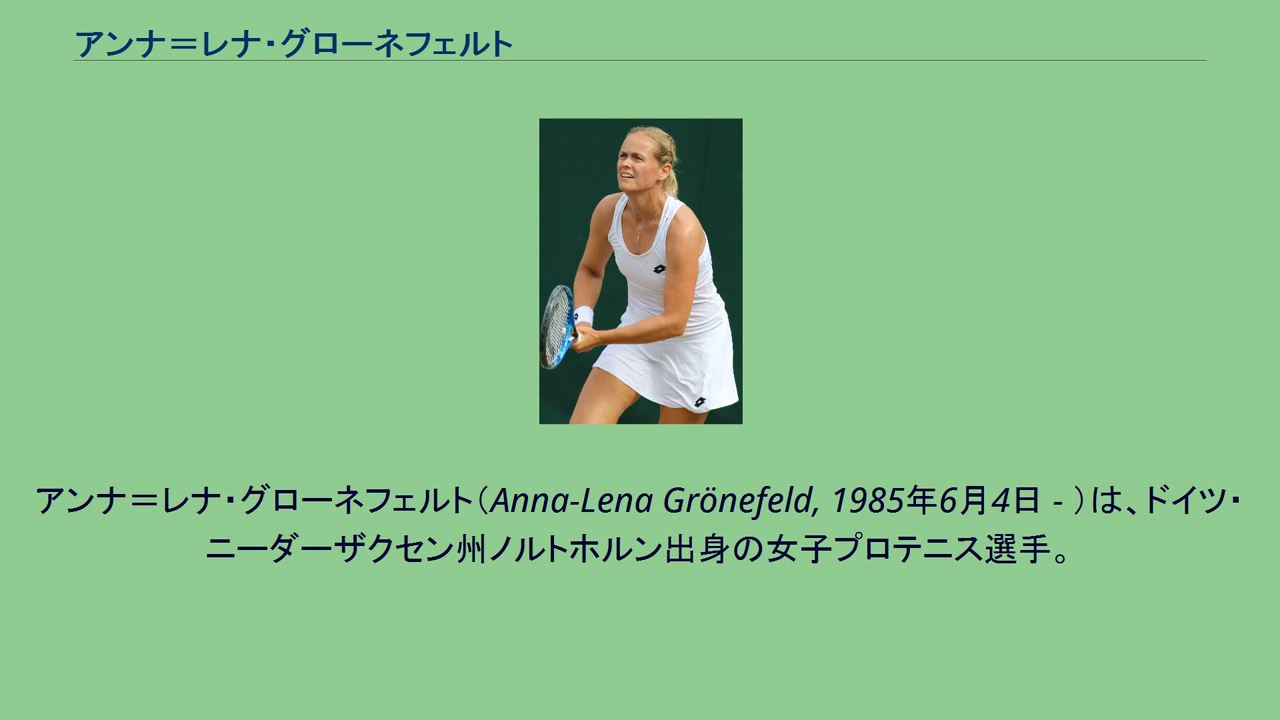 アンナ＝レナ・グローネフェルト
アンナ＝レナ・グローネフェルト（Anna-Lena Grönefeld, 1985年6月4日 - ）は、ドイツ・
ニーダーザクセン州ノルトホルン出身の女子プロテニス選手。